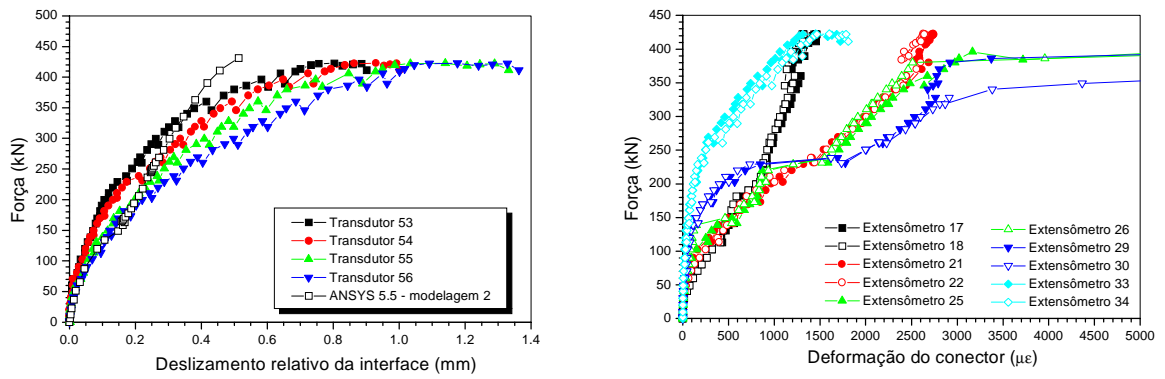 500
450
400
350
300
250
200
150
100
50
0
Força (kN)
0.0 0.2 0.4 0.6 0.8 1.0 1.2 1.4
Deslizamento relativo da interface (mm)
Transdutor 53
Transdutor 54
Transdutor 55
Transdutor 56
ANSYS 5.5 - modelagem 2
450
400
350
300
250
200
150
100
50
0
Força (kN)
0 500 1000 1500 2000 2500 3000 3500 4000 4500 5000
Deformação do conector (με)
Extensômetro 17
Extensômetro 18
Extensômetro 21
Extensômetro 22
Extensômetro 25
Extensômetro 26
Extensômetro 29
Extensômetro 30
Extensômetro 33
Extensômetro 34